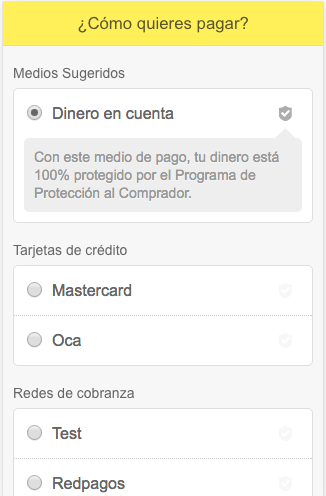 ¿Cómo quieres pagar?
Medios Sugeridos
Dinero en cuenta
Con este medio de pago, tu dinero está
100% protegido por el Programa de
Protección al Comprador.
Tarjetas de crédito
Mastercard
Oca
Redes de cobranza
Test
Redpagos